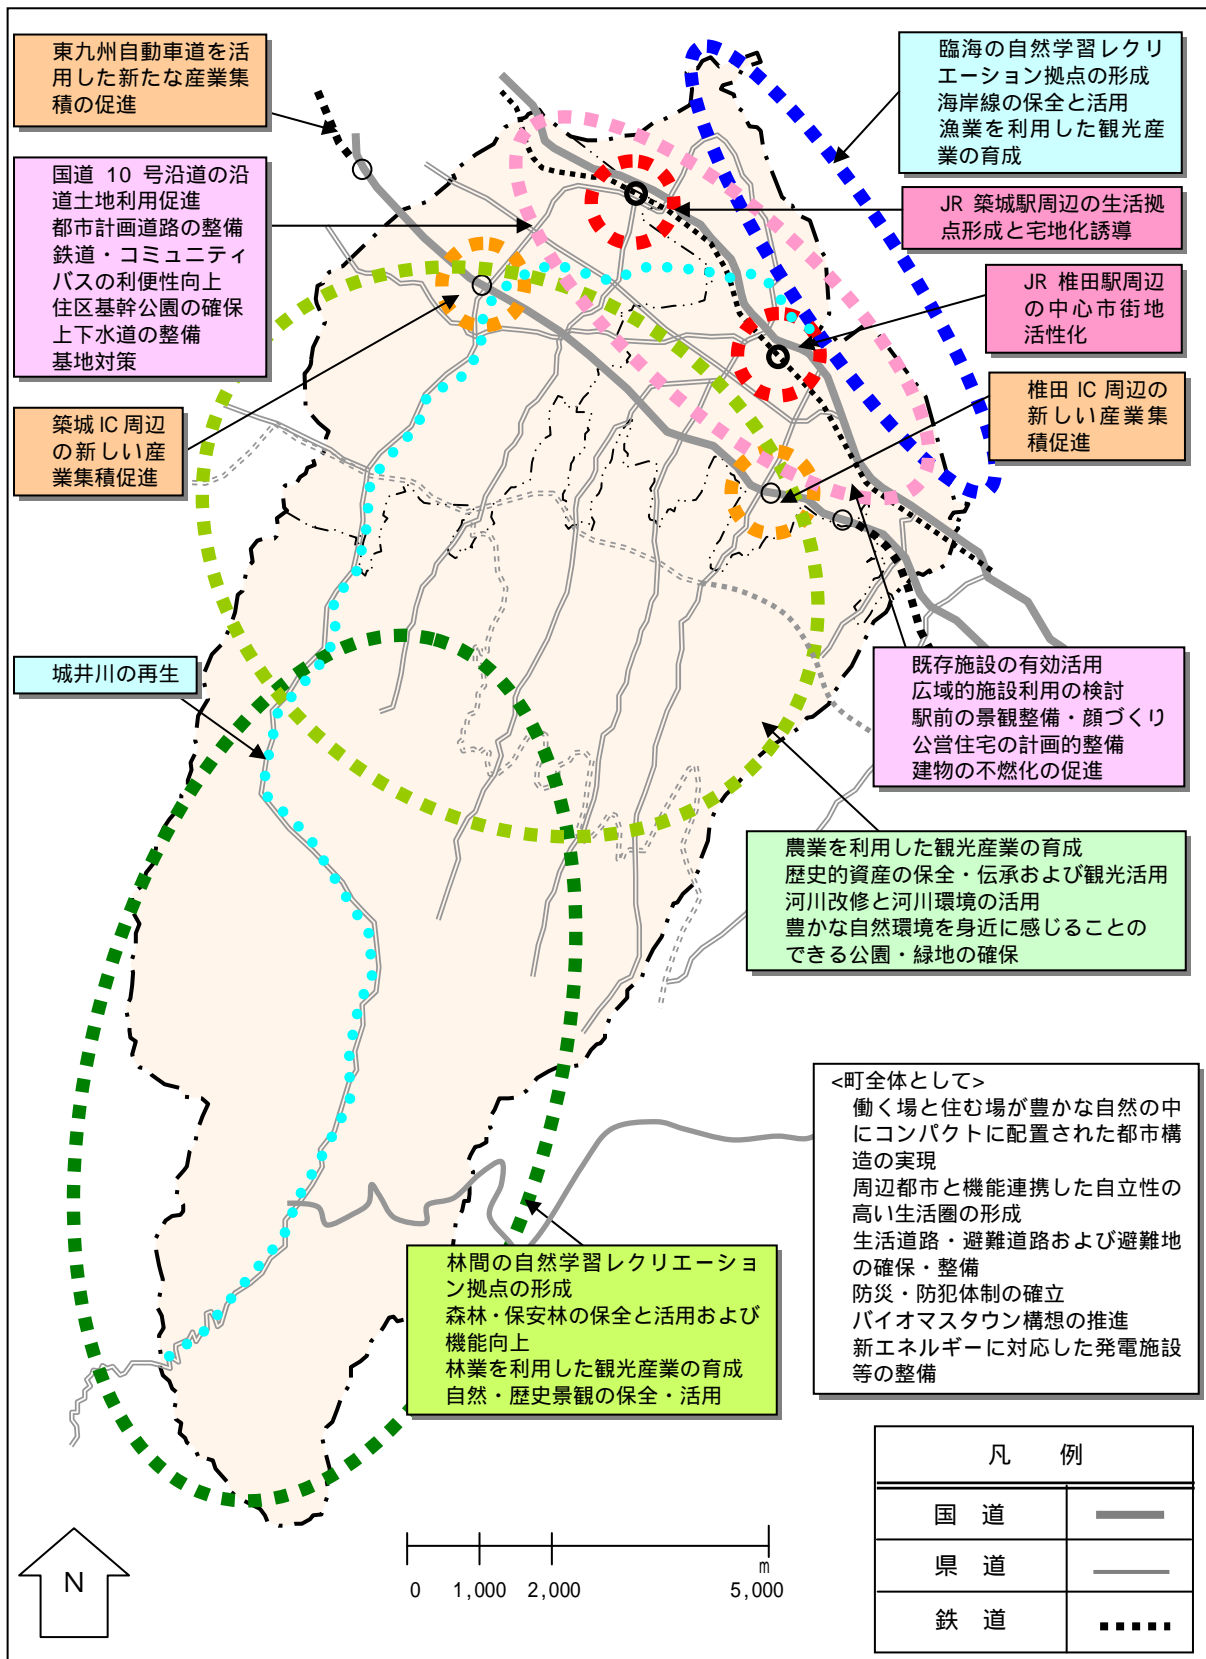 東九州自動車道を活
用した新たな産業集
積の促進
臨海の自然学習レクリ
エーション拠点の形成
海岸線の保全と活用
漁業を利用した観光産
業の育成
国道 10 号沿道の沿
道土地利用促進
都市計画道路の整備
鉄道・コミュニティ
バスの利便性向上
住区基幹公園の確保
上下水道の整備
基地対策
JR 築城駅周辺の生活拠
点形成と宅地化誘導
JR 椎田駅周辺
の中心市街地
活性化
築城 IC 周辺
の新しい産
業集積促進
椎田 IC 周辺の
新しい産業集
積促進
城井川の再生
既存施設の有効活用
広域的施設利用の検討
駅前の景観整備・顔づくり
公営住宅の計画的整備
建物の不燃化の促進
農業を利用した観光産業の育成
歴史的資産の保全・伝承および観光活用
河川改修と河川環境の活用
豊かな自然環境を身近に感じることの
できる公園・緑地の確保
<町全体として>
働く場と住む場が豊かな自然の中
にコンパクトに配置された都市構
造の実現
周辺都市と機能連携した自立性の
高い生活圏の形成
生活道路・避難道路および避難地
の確保・整備
防災・防犯体制の確立
バイオマスタウン構想の推進
新エネルギーに対応した発電施設
等の整備
林間の自然学習レクリエーショ
ン拠点の形成
森林・保安林の保全と活用および
機能向上
林業を利用した観光産業の育成
自然・歴史景観の保全・活用
凡 例
国 道
県 道
鉄 道
N
m
0 1,000 2,000 5,000